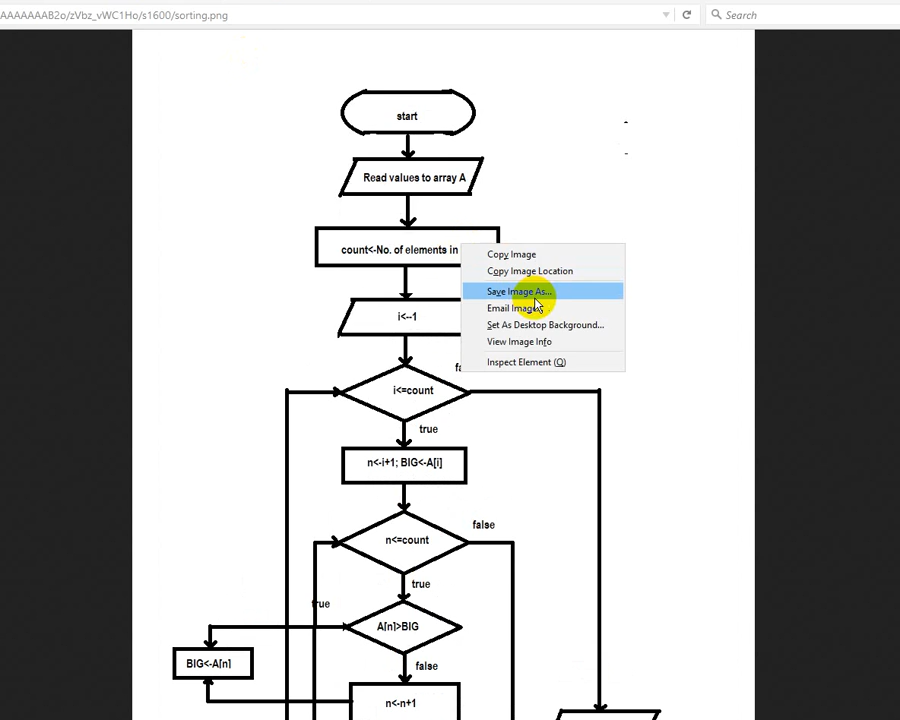 AAAAAAAB2o/zVbz_vWC1Ho/s1600/sorting.png
Search
start
Read values to array A
count<-No. of elements in
Copy Image
Copy Image Location
Save Image As...
Email Image...
Set As Desktop Background...
View Image Info
Inspect Element (Q)
i<--1
i<=count
true
n<-i+1; BIG<-A[i]
false
n<=count
true
true
A[n]>BIG
BIG<-A[n]
false
n<-n+1